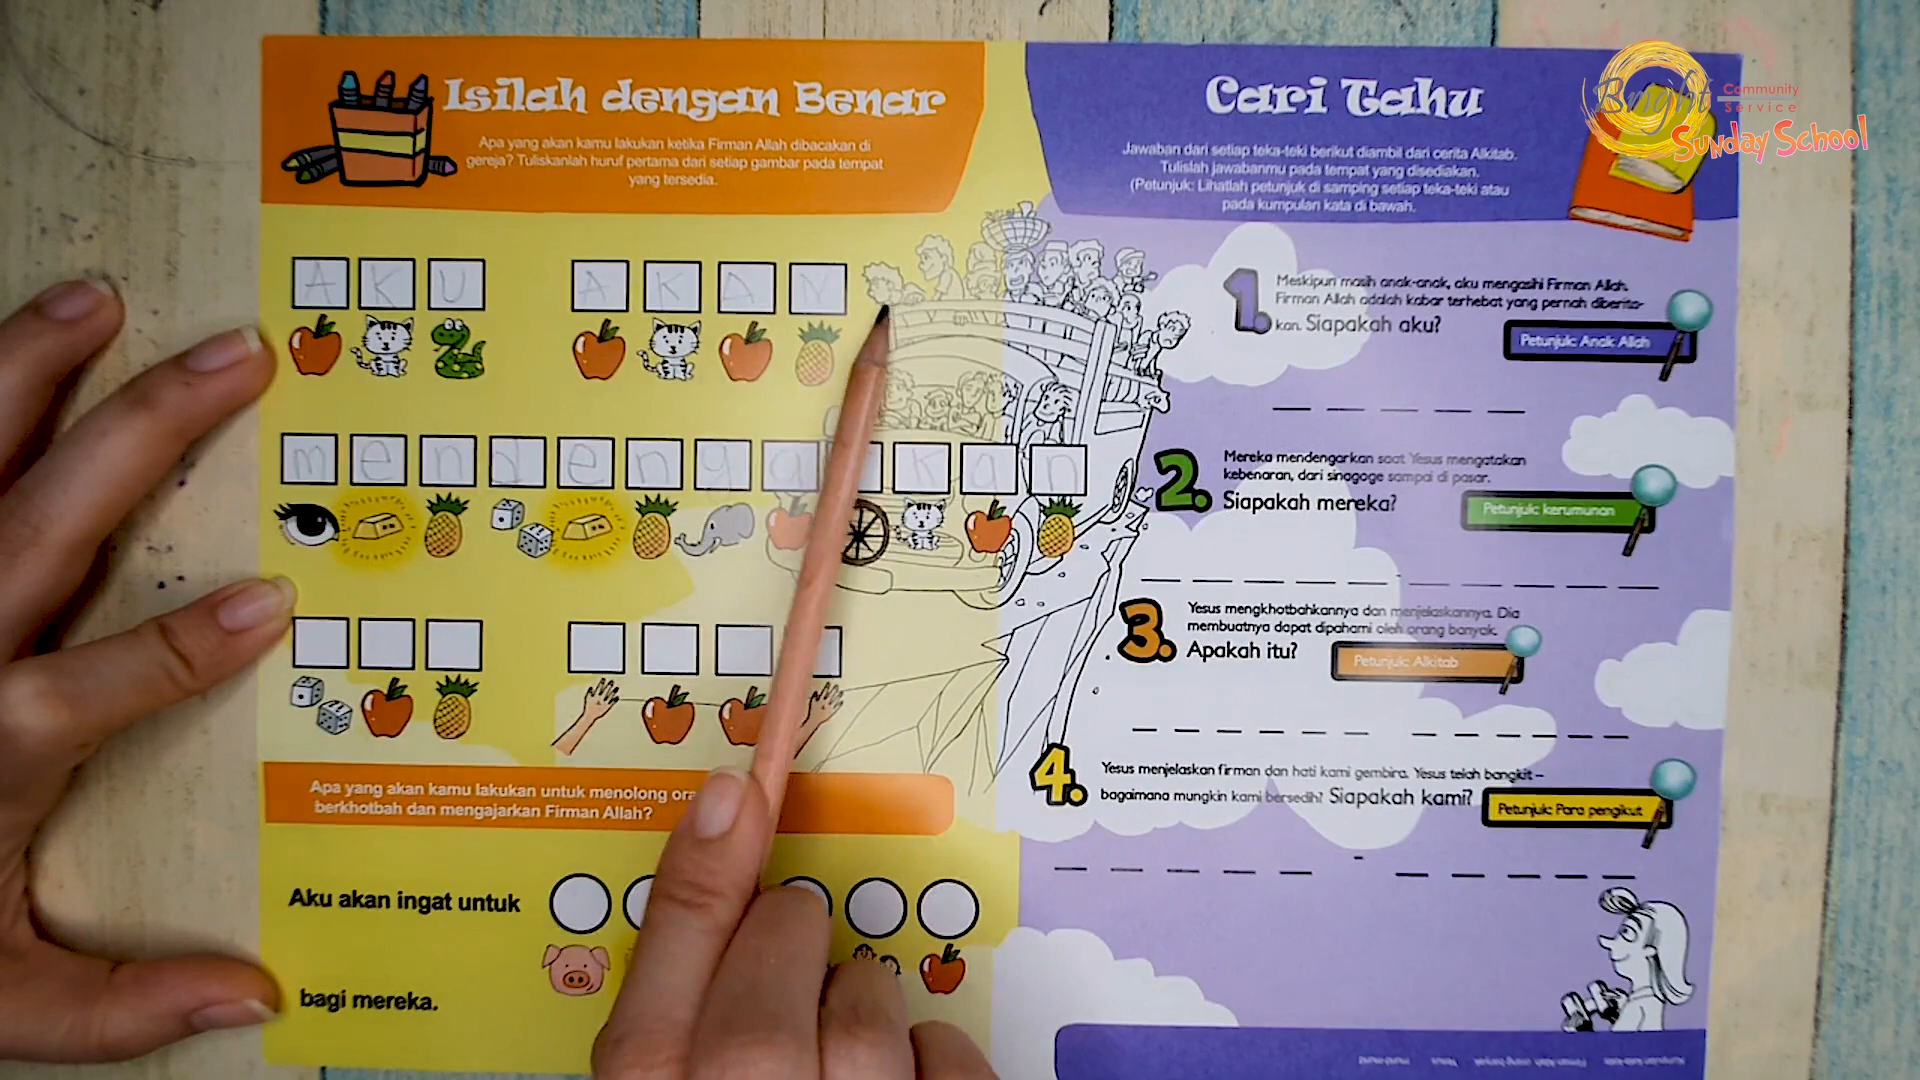 Isilah dengan Benar
Apa yang akan kamu lakukan ketika Firman Allah dibacakan di
gereja? Tuliskanlah huruf pertama dari setiap gambar pada tempat
yang tersedia.
A K U
A K A N
m e n d e n g a k a n
Apa yang akan kamu lakukan untuk menolong
berkhotbah dan mengajarkan Firman Allah?
Aku akan ingat untuk
bagi mereka.
Cari Tahu
Jawaban dari setiap teka-teki berikut diambil dari cerita Alkitab.
Tulislah jawabanmu pada tempat yang disediakan.
(Petunjuk: Lihatlah petunjuk di samping setiap teka-teki atau
pada kumpulan kata di bawah.
1. Meskipun masih anak-anak, aku mengasihi Firman Allah.
Firman Allah adalah kabar terhebat yang pernah diberita-
kan. Siapakah aku?
Petunjuk: Anak Allah
2. Mereka mendengarkan saat Yesus mengatakan
kebenaran, dari sinagoge sampai di pasar.
Siapakah mereka?
Petunjuk: kerumunan
3. Yesus mengkhotbahkannya dan menjelaskannya. Dia
membuatnya dapat dipahami oleh orang banyak.
Apakah itu?
Petunjuk: Alkitab
4. Yesus menjelaskan firman dan hati kami gembira. Yesus telah bangkit –
bagaimana mungkin kami bersedih? Siapakah kami?
Petunjuk: Para pengikut
Bright Community
Service
Sunday School